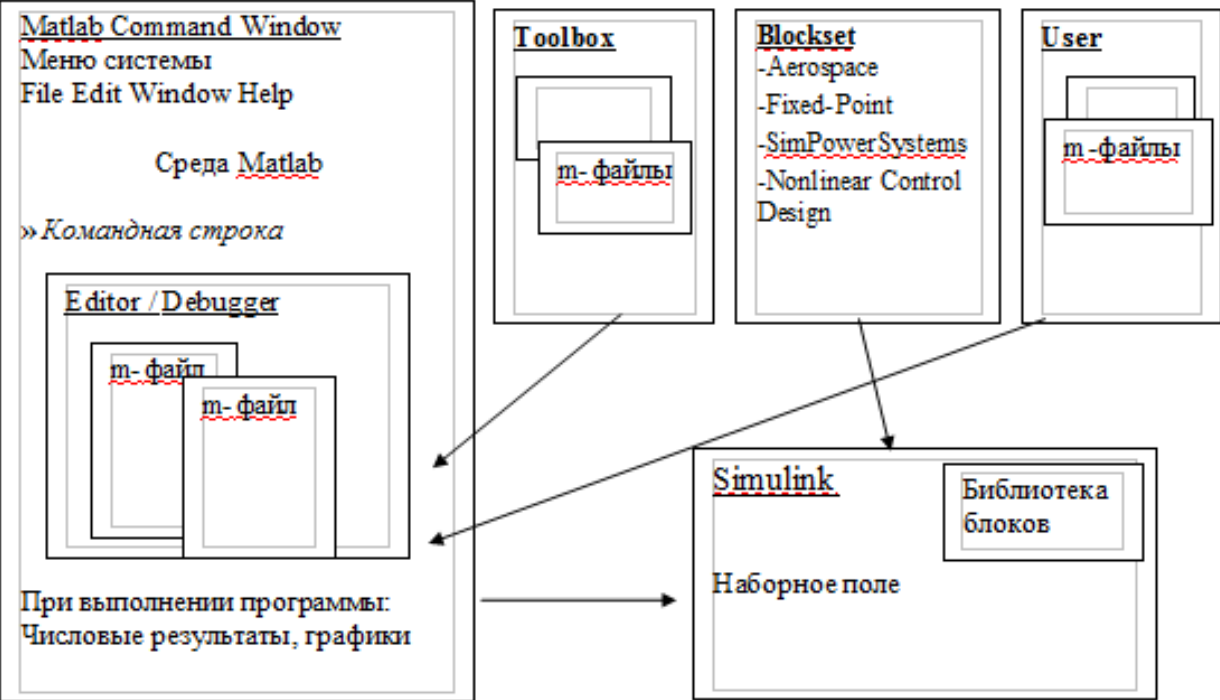 Matlab Command Window
Меню системы
File Edit Window Help
Среда Matlab
» Командная строка
Editor / Debugger
m- файл
m- файл
При выполнении программы:
Числовые результаты, графики
Toolbox
m- файлы
Blockset
-Aerospace
-Fixed-Point
-SimPowerSystems
-Nonlinear Control
Design
User
m -файлы
Simulink
Библиотека
блоков
Наборное поле